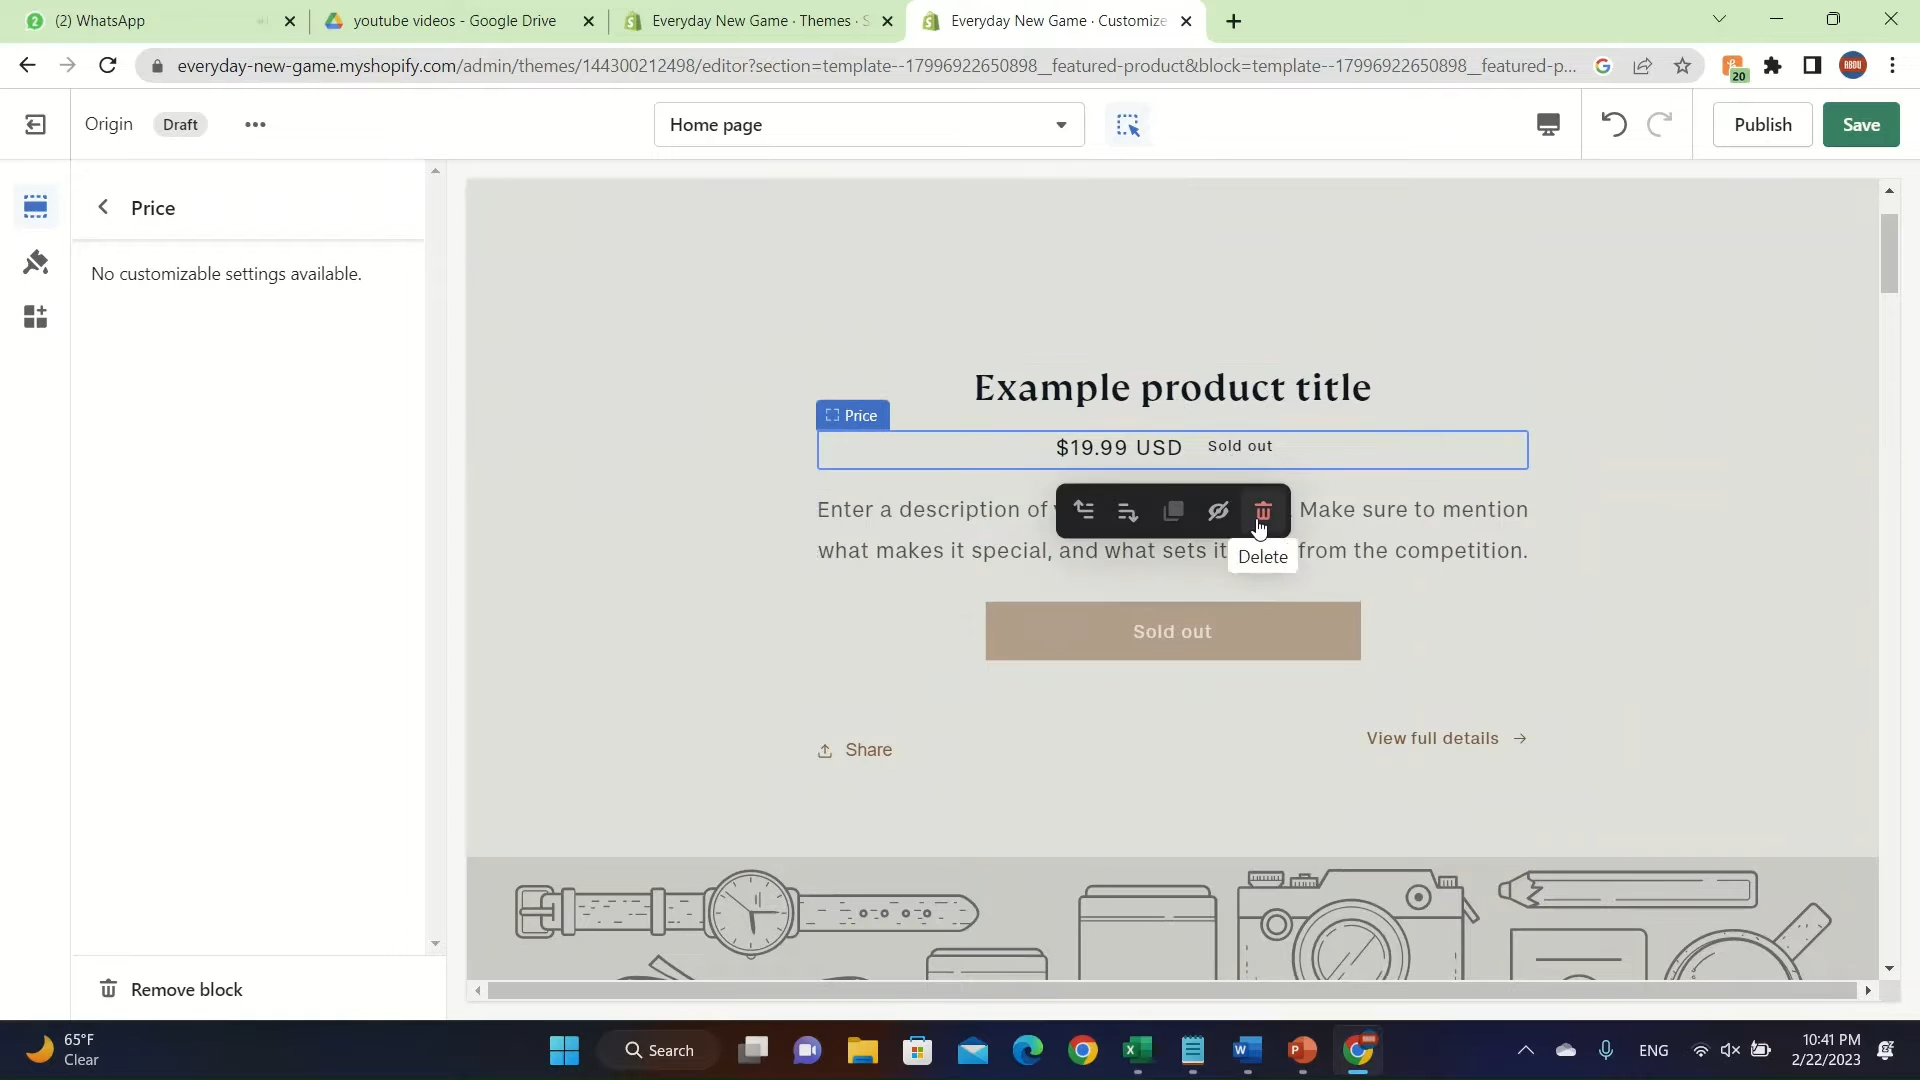 2 (2) WhatsApp
youtube videos - Google Drive
Everyday New Game · Themes · S
Everyday New Game · Customize
everyday-new-game.myshopify.com/admin/themes/144300212498/editor?section=template--17996922650898__featured-product&block=template--17996922650898__featured-p...
20
ABDU
Origin Draft
Home page
Publish
Save
Price
No customizable settings available.
Example product title
Price
$19.99 USD Sold out
Enter a description of Make sure to mention
what makes it special, and what sets it from the competition.
Delete
Sold out
Share
View full details →
Remove block
65°F
Clear
Search
ENG
10:41 PM
2/22/2023